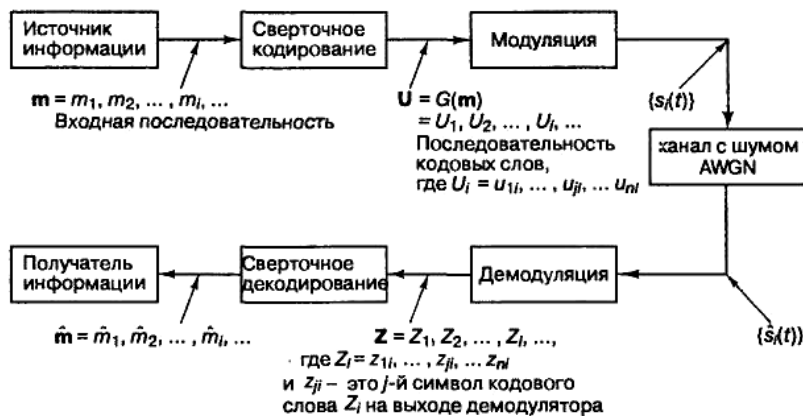 Источник
информации
Сверточное
кодирование
Модуляция
m = m₁, m₂, ... , mᵢ, ...
Входная последовательность
U = G(m)
= U₁, U₂, ... , Uᵢ, ...
Последовательность
кодовых слов,
где Uᵢ = u₁ᵢ, ... , uⱼᵢ, ... uₙᵢ
{sᵢ(t)}
канал с шумом
AWGN
Получатель
информации
Сверточное
декодирование
Демодуляция
{ŝᵢ(t)}
m̂ = m̂₁, m̂₂, ... , m̂ᵢ, ...
Z = Z₁, Z₂, ... , Zᵢ, ...,
где Zᵢ = z₁ᵢ, ... , zⱼᵢ, ... zₙᵢ
и zⱼᵢ – это j-й символ кодового
слова Zᵢ на выходе демодулятора